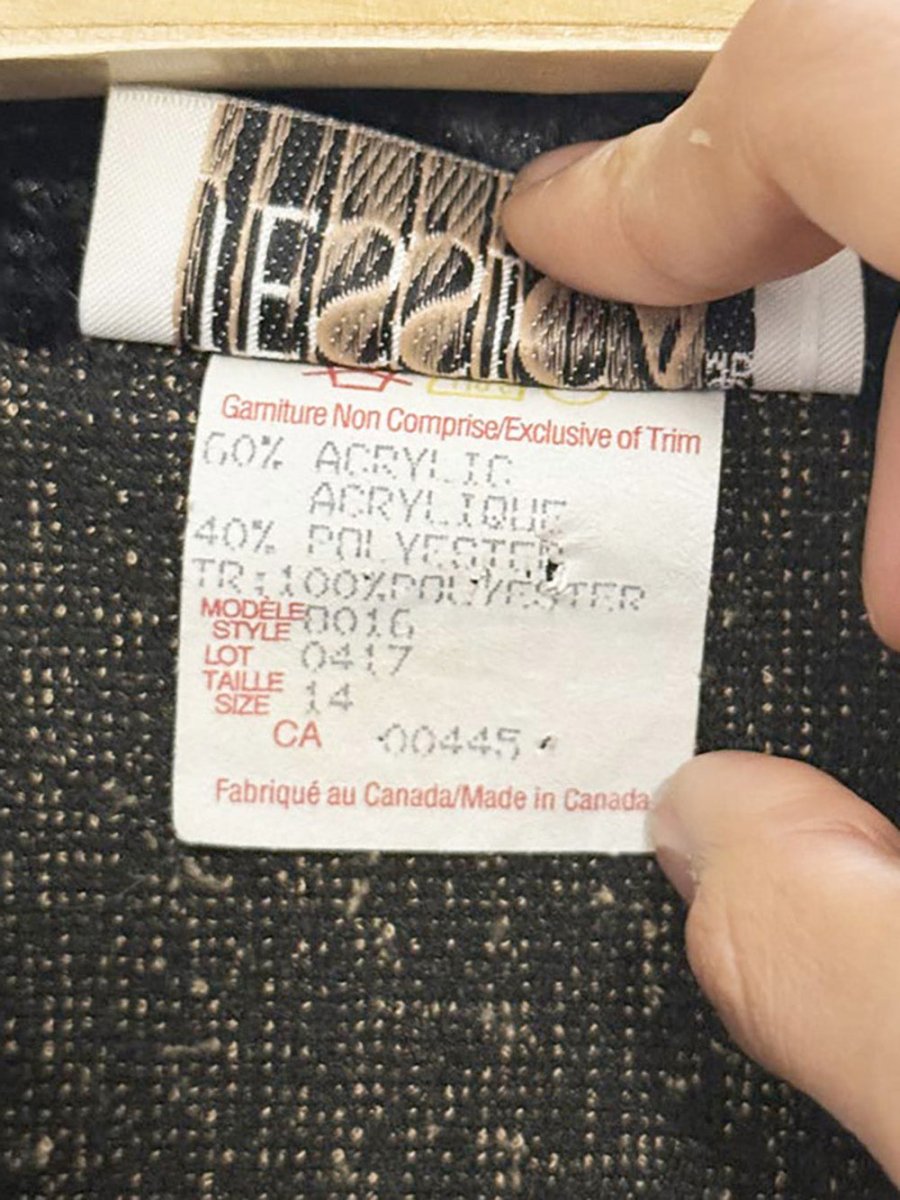 Garniture Non Comprise/Exclusive of Trim
60% ACRYLIC
ACRYLIQUE
40% POLYESTER
TR:100%POLYESTER
MODÈLE
STYLE 0016
LOT 0417
TAILLE
SIZE 14
CA 00445
Fabriqué au Canada/Made in Canada